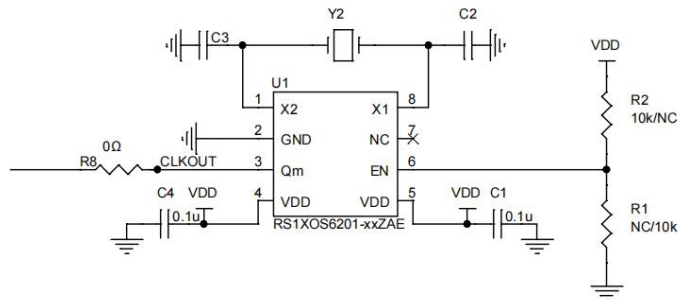 Y2
C3
C2
VDD
U1
1
X2
X1
8
R2
10k/NC
2
GND
NC
7
0Ω
R8
CLKOUT
3
Qm
EN
6
C4
VDD
4
VDD
VDD
5
VDD
C1
R1
NC/10k
0.1u
0.1u
RS1XOS6201-xxZAE